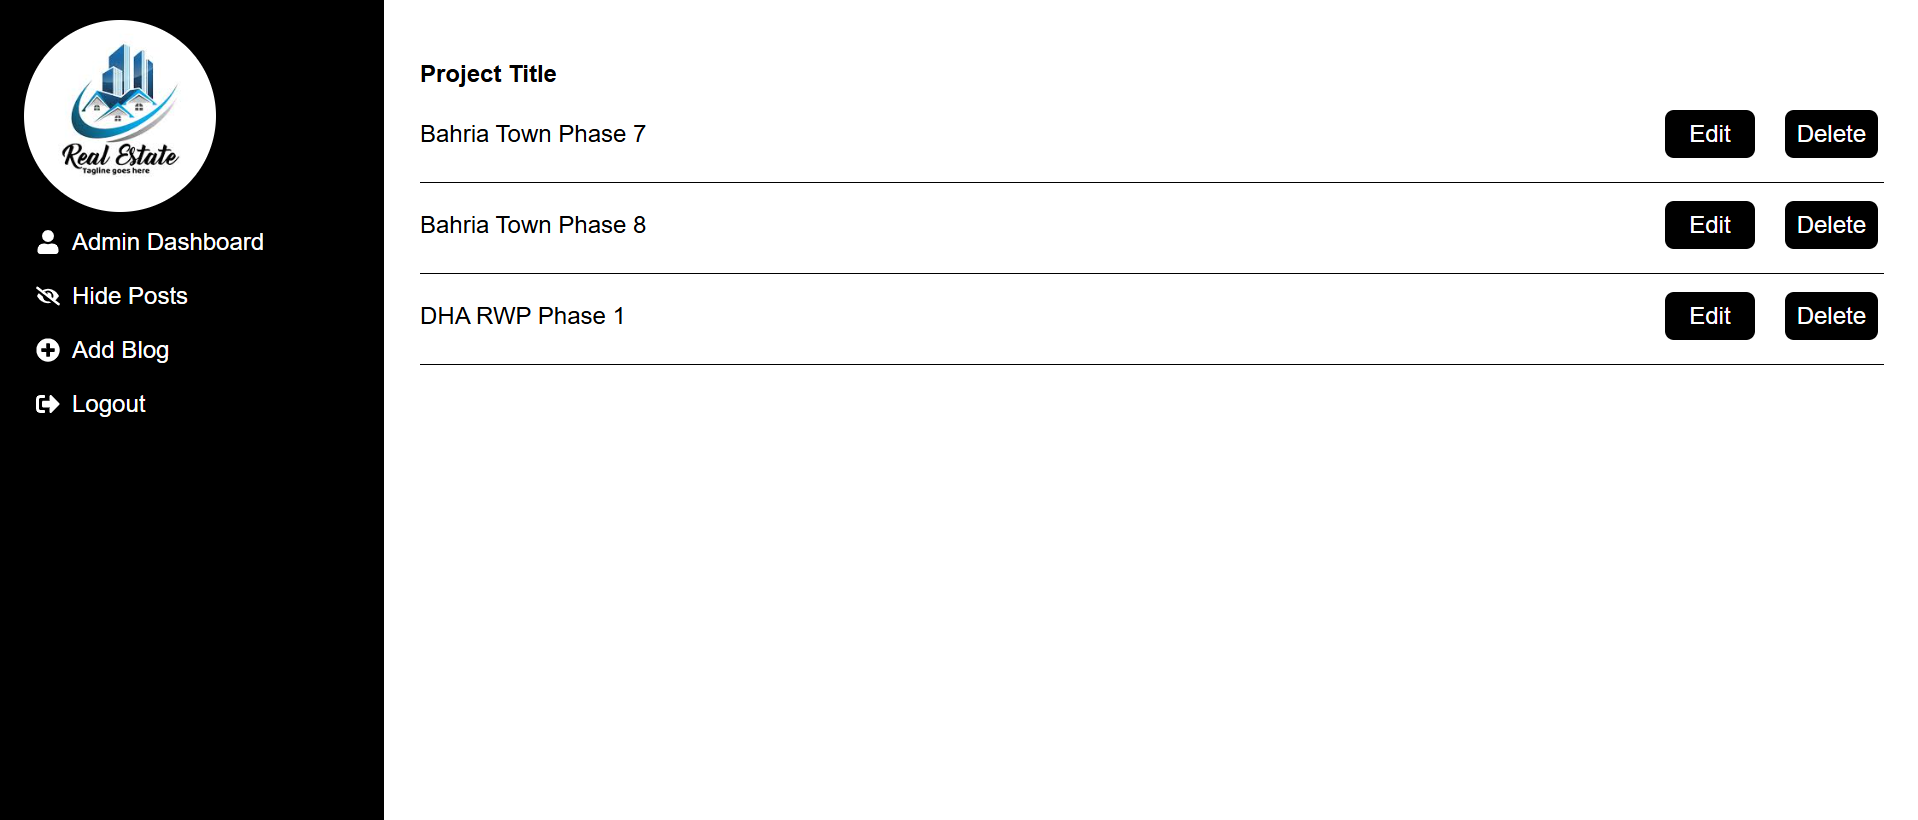 Real Estate
Tagline goes here
Admin Dashboard
Hide Posts
Add Blog
Logout
Project Title
Bahria Town Phase 7 Edit Delete
Bahria Town Phase 8 Edit Delete
DHA RWP Phase 1 Edit Delete